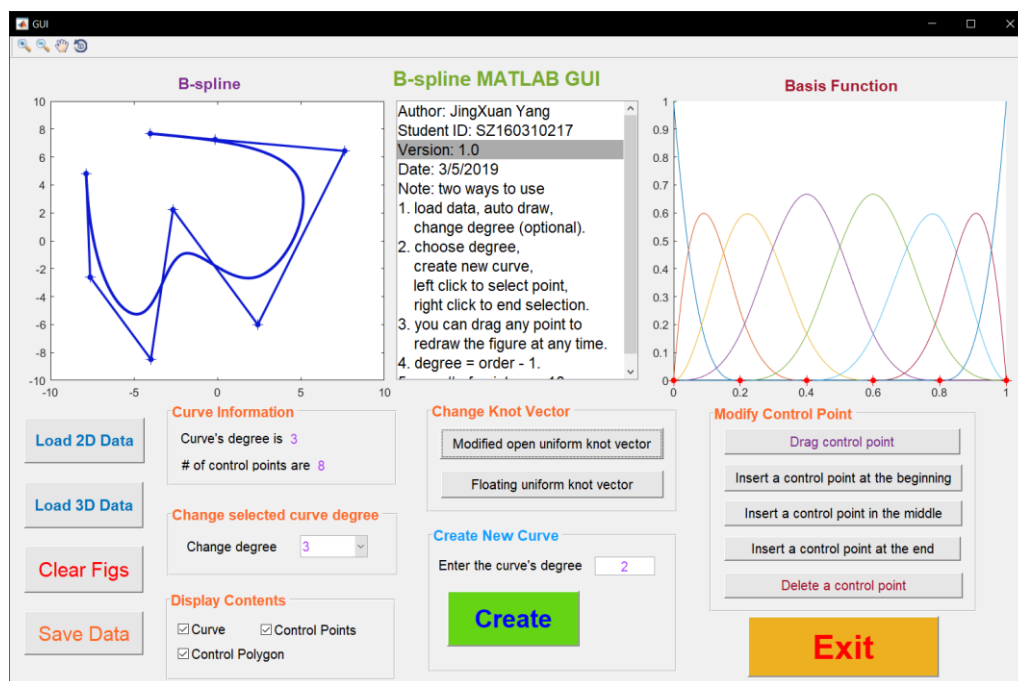 GUI
B-spline
B-spline MATLAB GUI
Basis Function
10
8
6
4
2
0
-2
-4
-6
-8
-10
-10
-5
0
5
10
Author: JingXuan Yang
Student ID: SZ160310217
Version: 1.0
Date: 3/5/2019
Note: two ways to use
1. load data, auto draw,
change degree (optional).
2. choose degree,
create new curve,
left click to select point,
right click to end selection.
3. you can drag any point to
redraw the figure at any time.
4. degree = order - 1.
1
0.9
0.8
0.7
0.6
0.5
0.4
0.3
0.2
0.1
0
0
0.2
0.4
0.6
0.8
1
Load 2D Data
Load 3D Data
Clear Figs
Save Data
Curve Information
Curve's degree is 3
# of control points are 8
Change selected curve degree
Change degree 3
Display Contents
Curve Control Points
Control Polygon
Change Knot Vector
Modified open uniform knot vector
Floating uniform knot vector
Create New Curve
Enter the curve's degree 2
Create
Modify Control Point
Drag control point
Insert a control point at the beginning
Insert a control point in the middle
Insert a control point at the end
Delete a control point
Exit